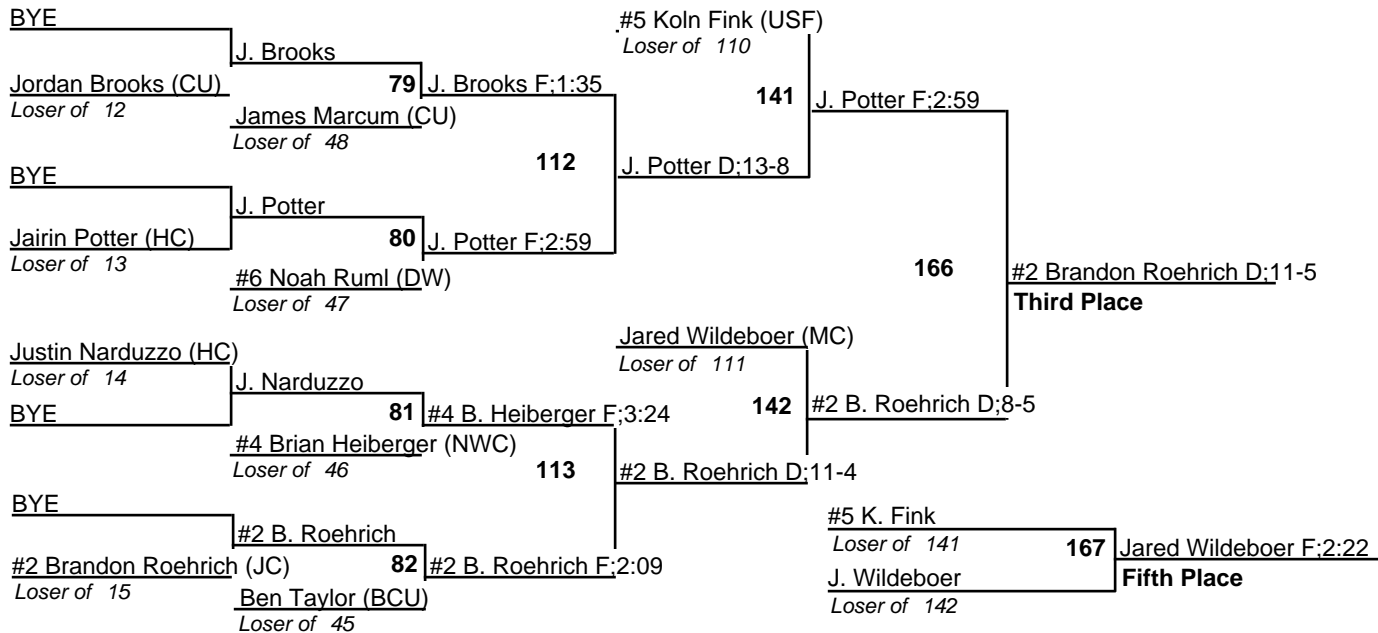 BYE
J. Brooks
Jordan Brooks (CU)
Loser of 12
79
J. Brooks F;1:35
James Marcum (CU)
Loser of 48
BYE
J. Potter
Jairin Potter (HC)
Loser of 13
80
J. Potter F;2:59
#6 Noah Ruml (DW)
Loser of 47
112
J. Potter D;13-8
#5 Koln Fink (USF)
Loser of 110
141
J. Potter F;2:59
Justin Narduzzo (HC)
Loser of 14
J. Narduzzo
BYE
81
#4 B. Heiberger F;3:24
#4 Brian Heiberger (NWC)
Loser of 46
BYE
#2 B. Roehrich
#2 Brandon Roehrich (JC)
Loser of 15
82
#2 B. Roehrich F;2:09
Ben Taylor (BCU)
Loser of 45
113
#2 B. Roehrich D;11-4
Jared Wildeboer (MC)
Loser of 111
142
#2 B. Roehrich D;8-5
166
#2 Brandon Roehrich D;11-5
Third Place
#5 K. Fink
Loser of 141
167
Jared Wildeboer F;2:22
Fifth Place
J. Wildeboer
Loser of 142